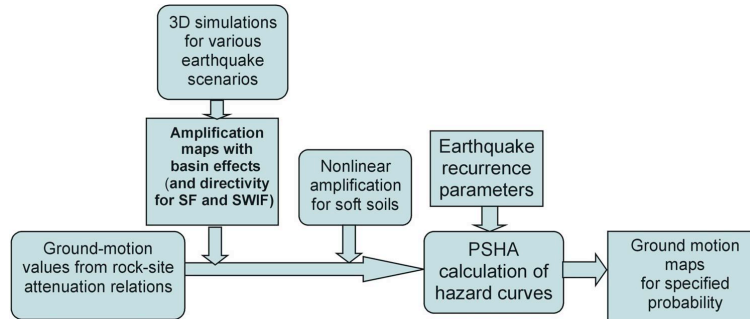 3D simulations
for various
earthquake
scenarios
Amplification
maps with
basin effects
(and directivity
for SF and SWIF)
Nonlinear
amplification
for soft soils
Earthquake
recurrence
parameters
Ground-motion
values from rock-site
attenuation relations
PSHA
calculation of
hazard curves
Ground motion
maps
for specified
probability